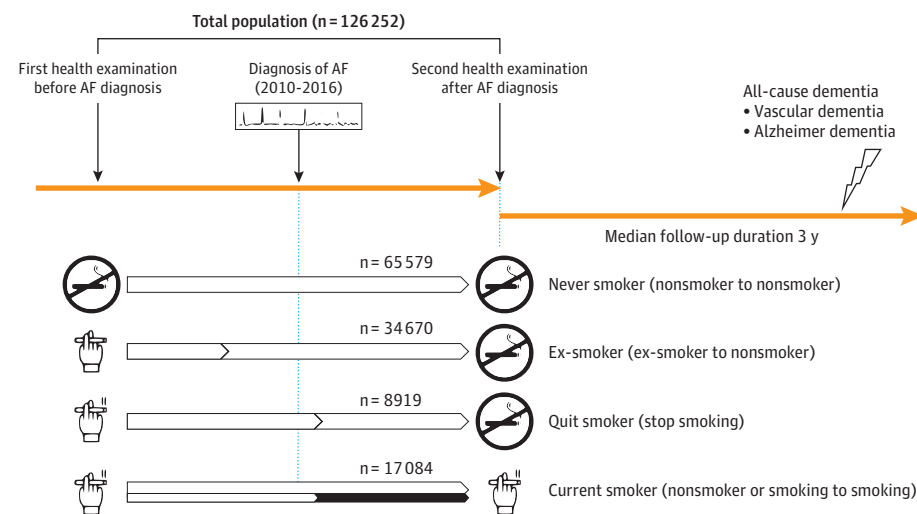 Total population (n = 126 252)
First health examination
before AF diagnosis
Diagnosis of AF
(2010-2016)
Second health examination
after AF diagnosis
All-cause dementia
• Vascular dementia
• Alzheimer dementia
Median follow-up duration 3 y
n = 65 579
Never smoker (nonsmoker to nonsmoker)
n = 34 670
Ex-smoker (ex-smoker to nonsmoker)
n = 8919
Quit smoker (stop smoking)
n = 17 084
Current smoker (nonsmoker or smoking to smoking)